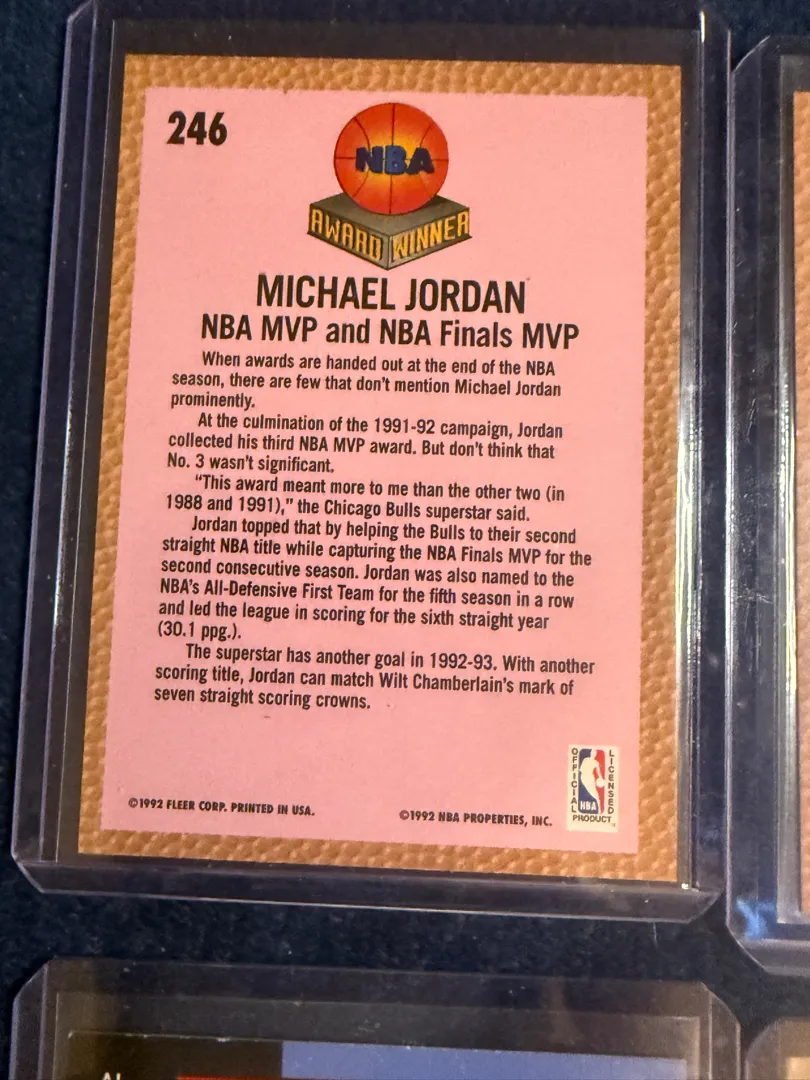 246
NBA
AWARD WINNER
MICHAEL JORDAN
NBA MVP and NBA Finals MVP
When awards are handed out at the end of the NBA
season, there are few that don't mention Michael Jordan
prominently.
At the culmination of the 1991-92 campaign, Jordan
collected his third NBA MVP award. But don't think that
No. 3 wasn't significant.
"This award meant more to me than the other two (in
1988 and 1991)," the Chicago Bulls superstar said.
Jordan topped that by helping the Bulls to their second
straight NBA title while capturing the NBA Finals MVP for the
second consecutive season. Jordan was also named to the
NBA's All-Defensive First Team for the fifth season in a row
and led the league in scoring for the sixth straight year
(30.1 ppg.).
The superstar has another goal in 1992-93. With another
scoring title, Jordan can match Wilt Chamberlain's mark of
seven straight scoring crowns.
©1992 FLEER CORP. PRINTED IN USA.
©1992 NBA PROPERTIES, INC.
OFFICIAL
LICENSED
NBA
PRODUCT